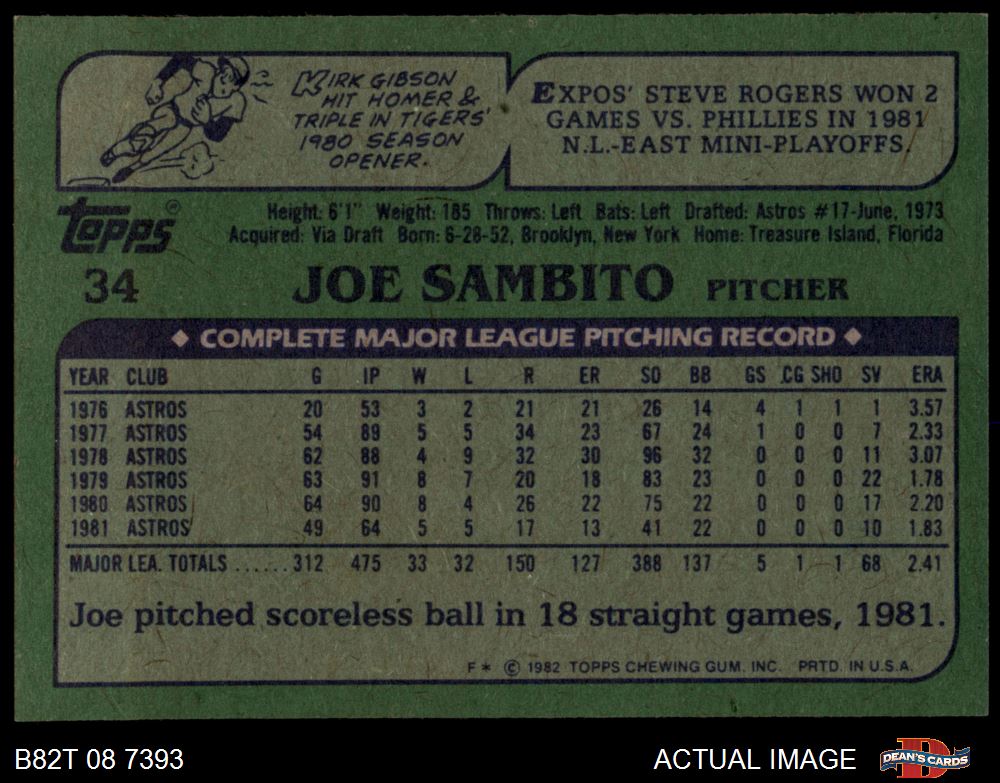 KIRK GIBSON
HIT HOMER &
TRIPLE IN TIGERS'
1980 SEASON
OPENER.
EXPOS' STEVE ROGERS WON 2
GAMES VS. PHILLIES IN 1981
N.L.-EAST MINI-PLAYOFFS.
Topps®
Height: 6'1" Weight: 185 Throws: Left Bats: Left Drafted: Astros #17-June, 1973
Acquired: Via Draft Born: 6-28-52, Brooklyn, New York Home: Treasure Island, Florida
34 JOE SAMBITO PITCHER
◆ COMPLETE MAJOR LEAGUE PITCHING RECORD ◆
YEAR CLUB G IP W L R ER SO BB GS CG SHO SV ERA
1976 ASTROS 20 53 3 2 21 21 26 14 4 1 1 1 3.57
1977 ASTROS 54 89 5 5 34 23 67 24 1 0 0 7 2.33
1978 ASTROS 62 88 4 9 32 30 96 32 0 0 0 11 3.07
1979 ASTROS 63 91 8 7 20 18 83 23 0 0 0 22 1.78
1980 ASTROS 64 90 8 4 26 22 75 22 0 0 0 17 2.20
1981 ASTROS 49 64 5 5 17 13 41 22 0 0 0 10 1.83
MAJOR LEA. TOTALS ......312 475 33 32 150 127 388 137 5 1 1 68 2.41
Joe pitched scoreless ball in 18 straight games, 1981.
F* © 1982 TOPPS CHEWING GUM, INC. PRTD. IN U.S.A.
B82T 08 7393 ACTUAL IMAGE DEAN'S CARDS